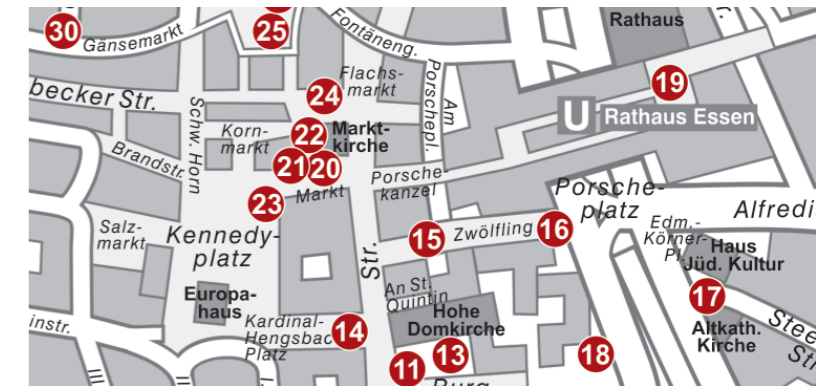 30
Gänsemarkt
25
Fontäneng.
Rathaus
becker Str.
Flachs-
markt
24
19
U Rathaus Essen
Am
Porschepl.
Schw. Horn
Korn-
markt
22
Markt-
kirche
Brandstr.
21
20
Markt
Porsche-
kanzel
23
Porsche-
platz
Salz-
markt
Kennedy-
platz
Str.
15
Zwölfling
16
Edm.-
Körner-
Pl.
Alfredi
Haus
Jüd. Kultur
An St.
Quintin
Europa-
haus
17
instr.
Kardinal-
Hengsbac
Platz
14
Hohe
Domkirche
Altkath.
Kirche
Stee
Str
11
13
18
Burg